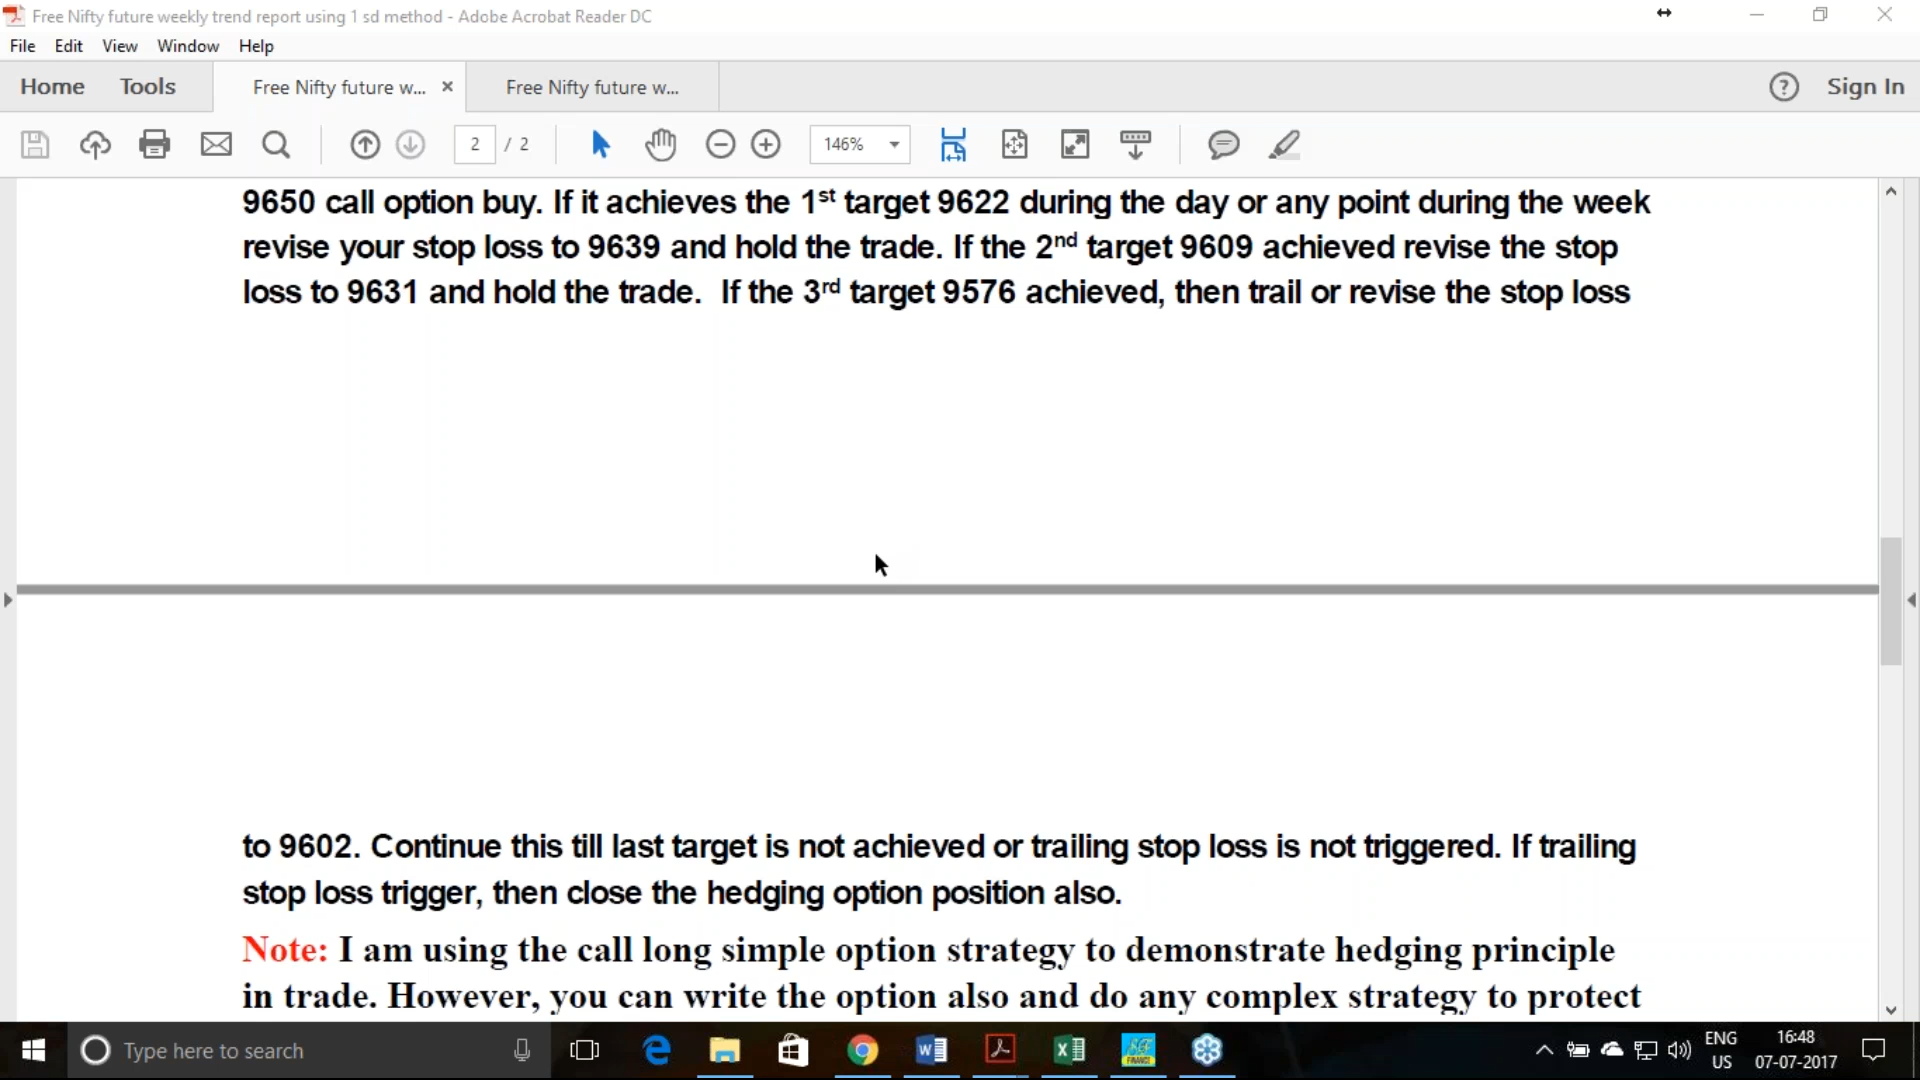 Free Nifty future weekly trend report using 1 sd method - Adobe Acrobat Reader DC
File Edit View Window Help
Home Tools Free Nifty future w... × Free Nifty future w... ? Sign In
2 / 2 146%
9650 call option buy. If it achieves the 1st target 9622 during the day or any point during the week
revise your stop loss to 9639 and hold the trade. If the 2nd target 9609 achieved revise the stop
loss to 9631 and hold the trade.  If the 3rd target 9576 achieved, then trail or revise the stop loss
to 9602. Continue this till last target is not achieved or trailing stop loss is not triggered. If trailing
stop loss trigger, then close the hedging option position also.
Note: I am using the call long simple option strategy to demonstrate hedging principle
in trade. However, you can write the option also and do any complex strategy to protect
Type here to search
FINANCE
ENG
US
16:48
07-07-2017